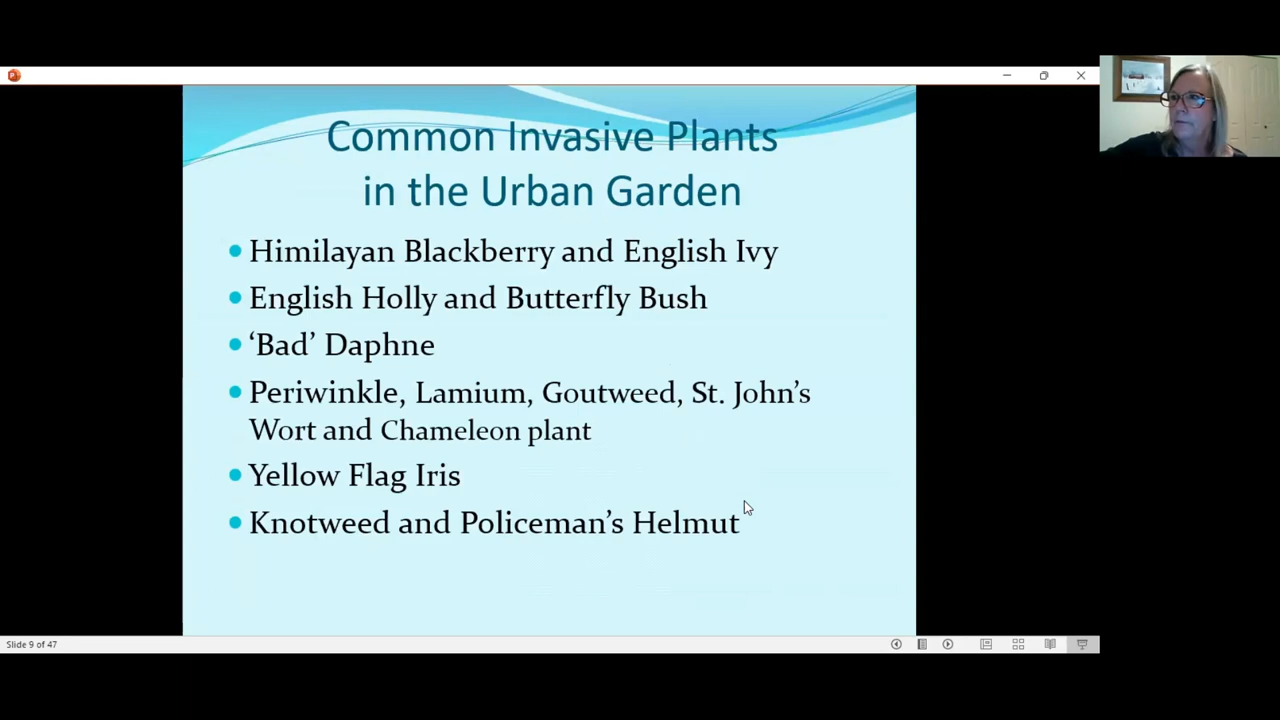 Common Invasive Plants
in the Urban Garden
Himilayan Blackberry and English Ivy
English Holly and Butterfly Bush
‘Bad’ Daphne
Periwinkle, Lamium, Goutweed, St. John’s
Wort and Chameleon plant
Yellow Flag Iris
Knotweed and Policeman’s Helmut
Slide 9 of 47